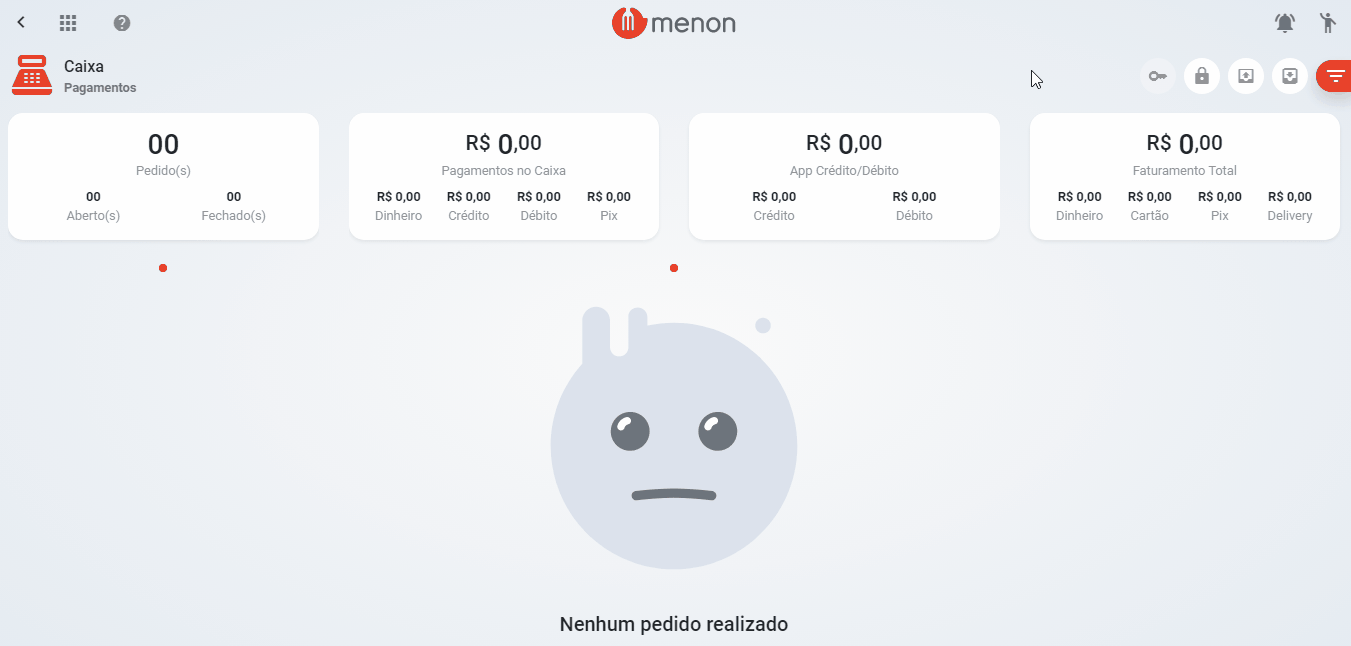 menon
Caixa
Pagamentos
00
Pedido(s)
00 00
Aberto(s) Fechado(s)
R$ 0,00
Pagamentos no Caixa
R$ 0,00 R$ 0,00 R$ 0,00 R$ 0,00
Dinheiro Crédito Débito Pix
R$ 0,00
App Crédito/Débito
R$ 0,00 R$ 0,00
Crédito Débito
R$ 0,00
Faturamento Total
R$ 0,00 R$ 0,00 R$ 0,00 R$ 0,00
Dinheiro Cartão Pix Delivery
Nenhum pedido realizado